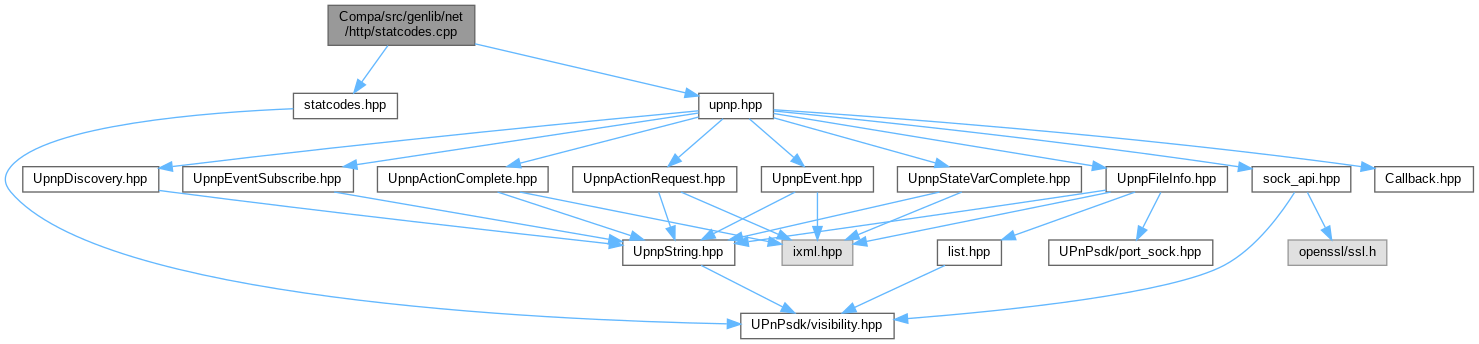 Compa/src/genlib/net
/http/statcodes.cpp
statcodes.hpp
upnp.hpp
UpnpDiscovery.hpp
UpnpEventSubscribe.hpp
UpnpActionComplete.hpp
UpnpActionRequest.hpp
UpnpEvent.hpp
UpnpStateVarComplete.hpp
UpnpFileInfo.hpp
sock_api.hpp
Callback.hpp
UpnpString.hpp
ixml.hpp
list.hpp
UPnPsdk/port_sock.hpp
openssl/ssl.h
UPnPsdk/visibility.hpp